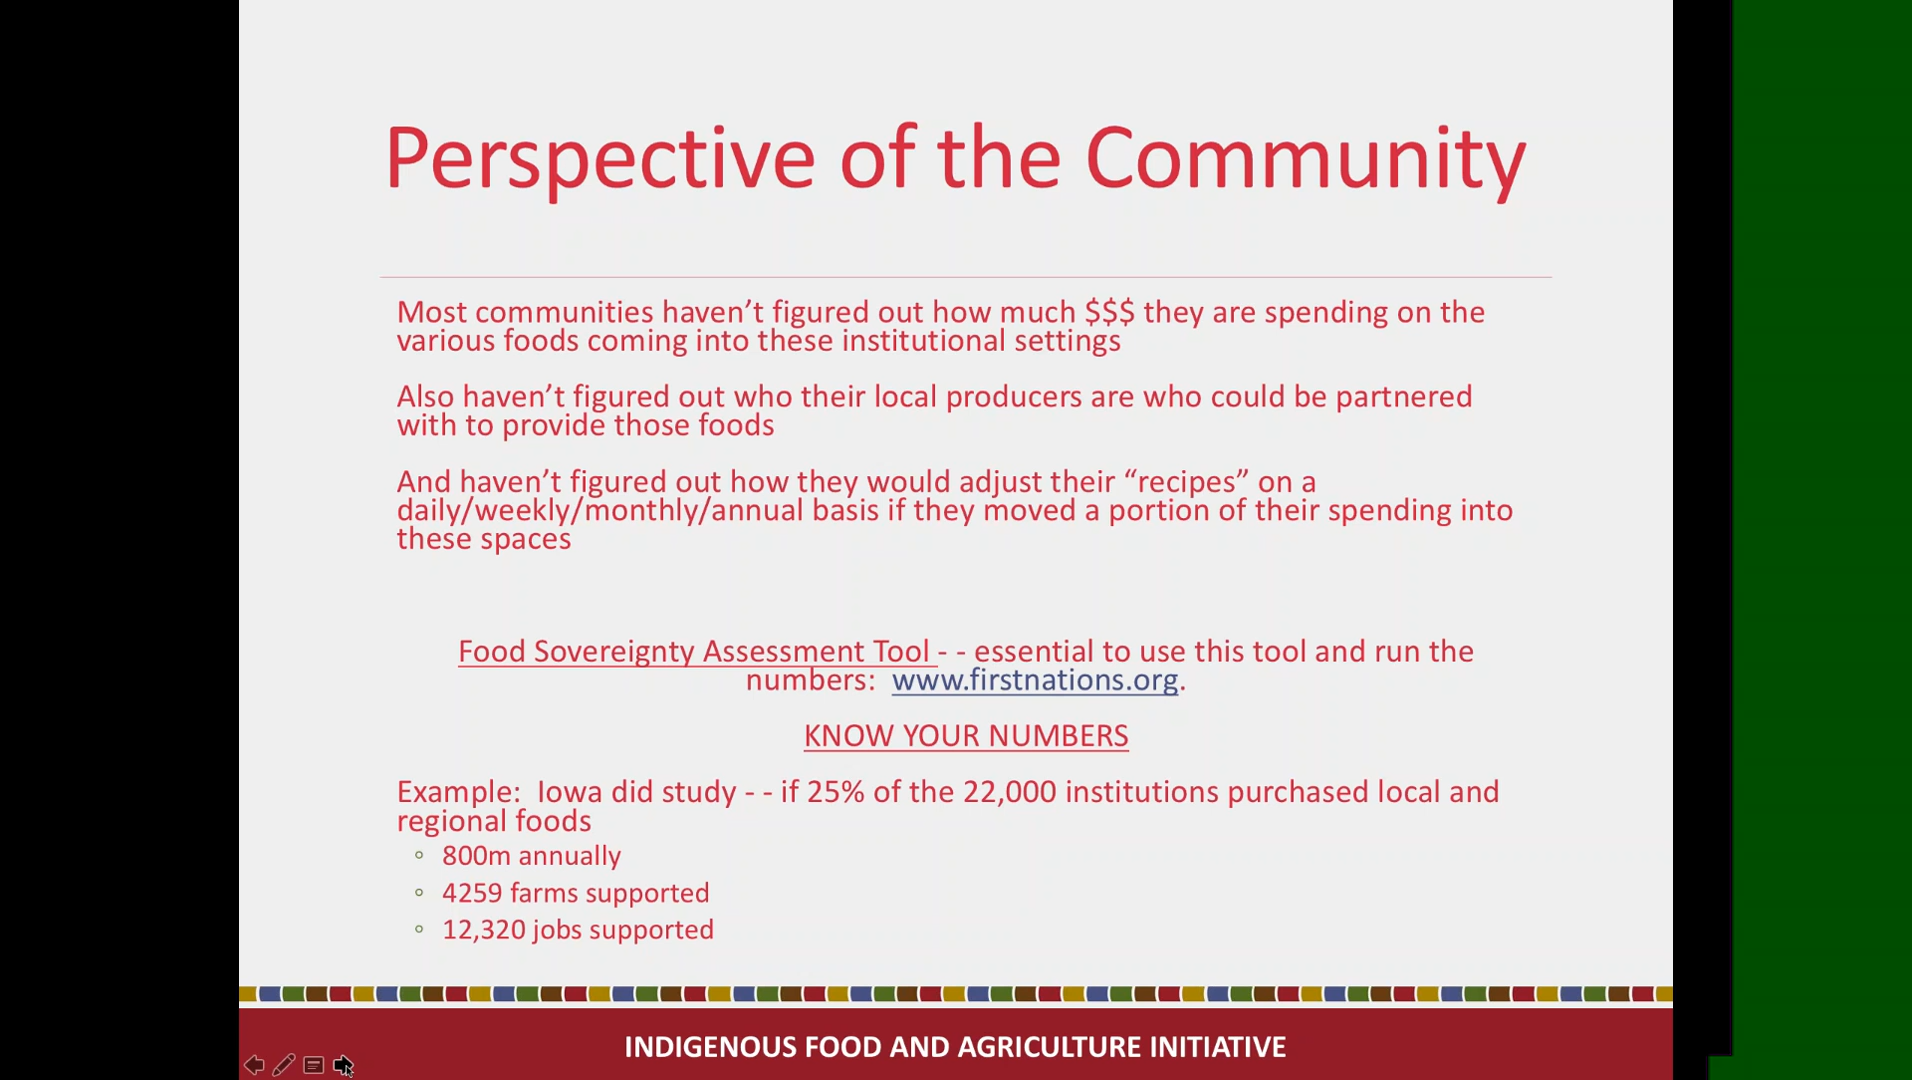 Perspective of the Community
Most communities haven’t figured out how much $$$ they are spending on the
various foods coming into these institutional settings
Also haven’t figured out who their local producers are who could be partnered
with to provide those foods
And haven’t figured out how they would adjust their “recipes” on a
daily/weekly/monthly/annual basis if they moved a portion of their spending into
these spaces
Food Sovereignty Assessment Tool - - essential to use this tool and run the
numbers: www.firstnations.org.
KNOW YOUR NUMBERS
Example: Iowa did study - - if 25% of the 22,000 institutions purchased local and
regional foods
◦ 800m annually
◦ 4259 farms supported
◦ 12,320 jobs supported
INDIGENOUS FOOD AND AGRICULTURE INITIATIVE